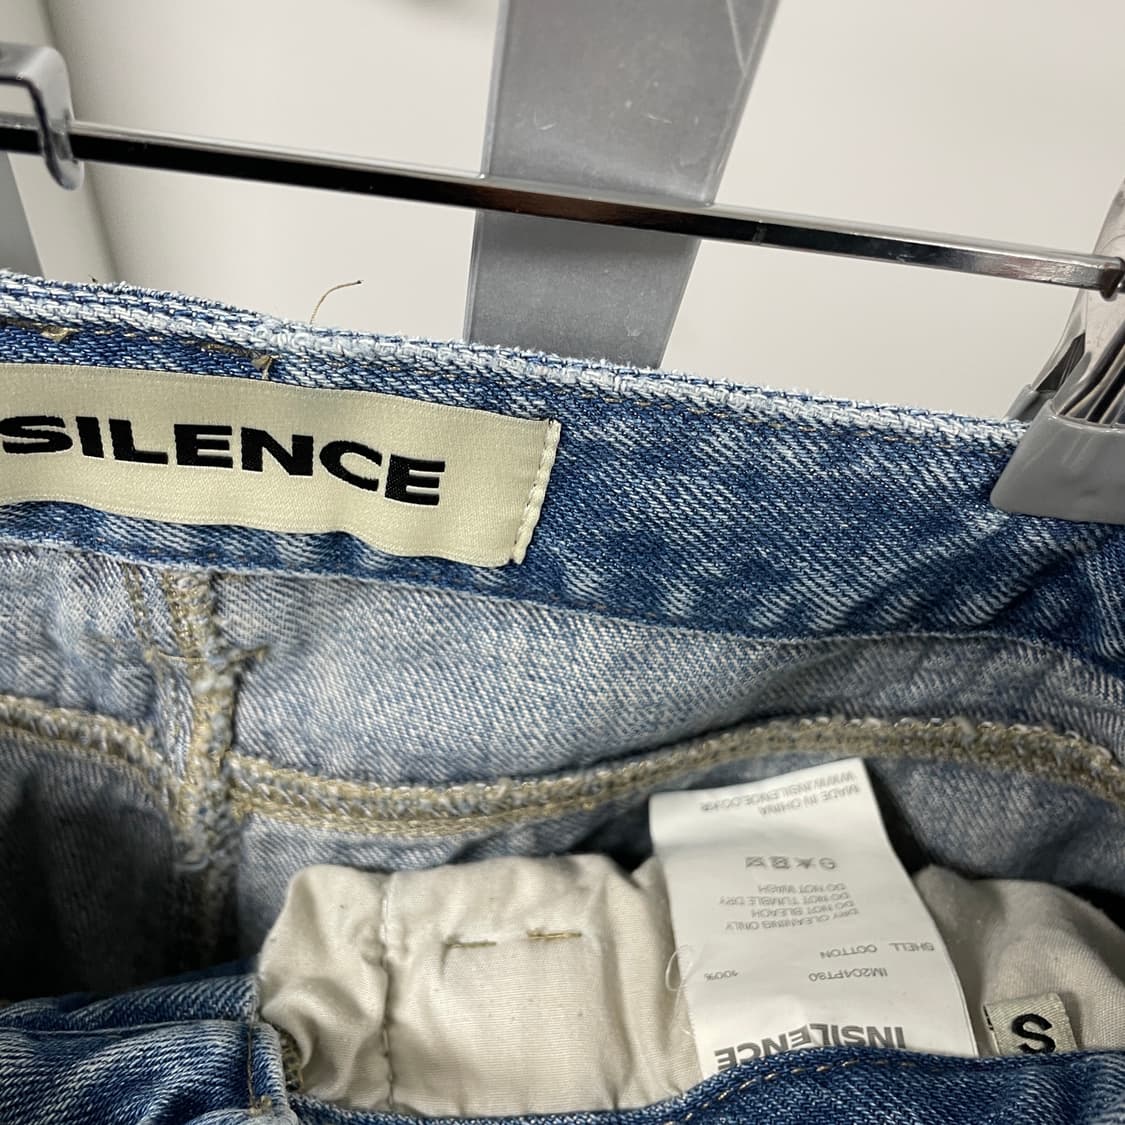 SILENCE
INSILENCE
IM204PT80
SHELL COTTON 100%
DRY CLEANING ONLY
DO NOT BLEACH
DO NOT TUMBLE DRY
DO NOT WASH
MADE IN CHINA
WWW.INSILENCE.CO.KR
S